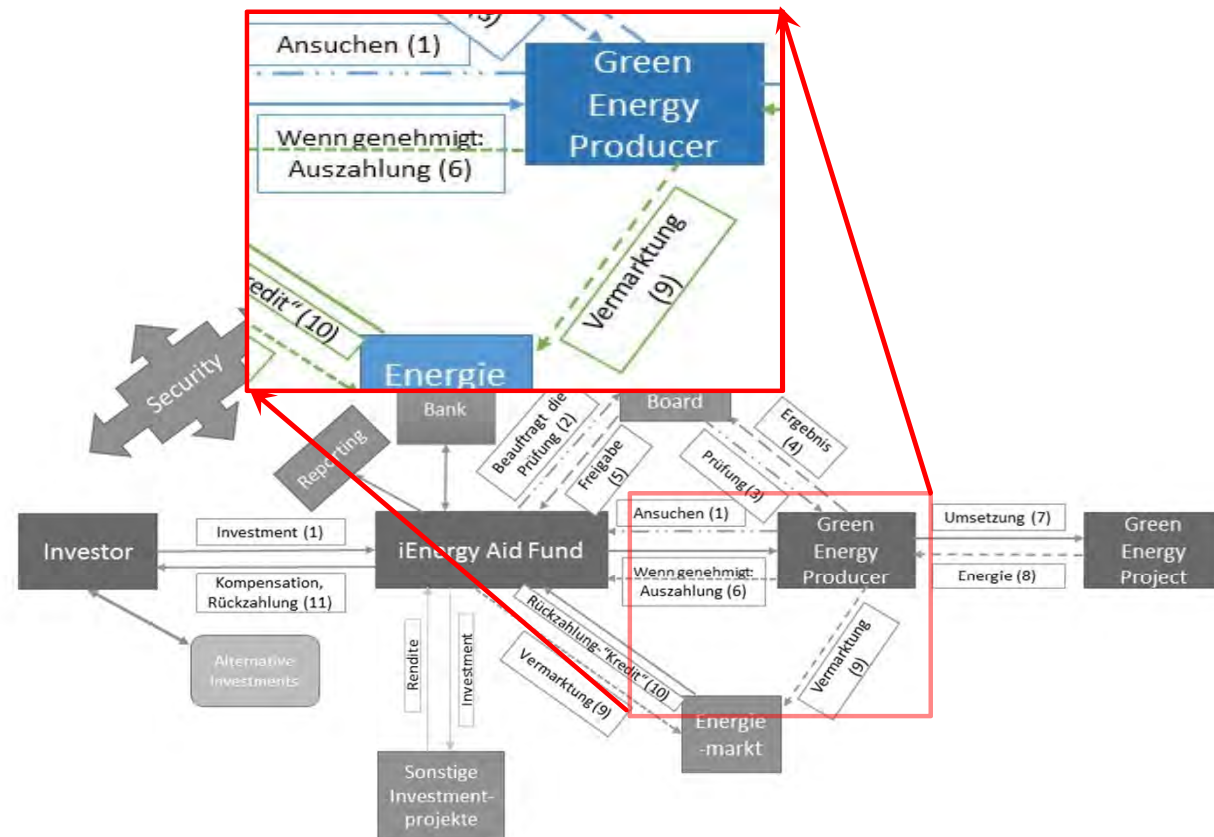 (3)
Ansuchen (1)
Green
Energy
Producer
Wenn genehmigt:
Auszahlung (6)
Vermarktung
(9)
Kredit“ (10)
Energie
Security
Bank
Board
Reporting
Beauftragt die
Prüfung (2)
Freigabe
(5)
Ergebnis
(4)
Prüfung (3)
Investor
Investment (1)
Kompensation,
Rückzahlung (11)
iEnergy Aid Fund
Ansuchen (1)
Wenn genehmigt:
Auszahlung (6)
Green
Energy
Producer
Umsetzung (7)
Energie (8)
Green
Energy
Project
Alternative
Investments
Rendite
Investment
Rückzahlung- “Kredit“ (10)
Vermarktung (9)
Vermarktung
(9)
Energie
-markt
Sonstige
Investment-
projekte